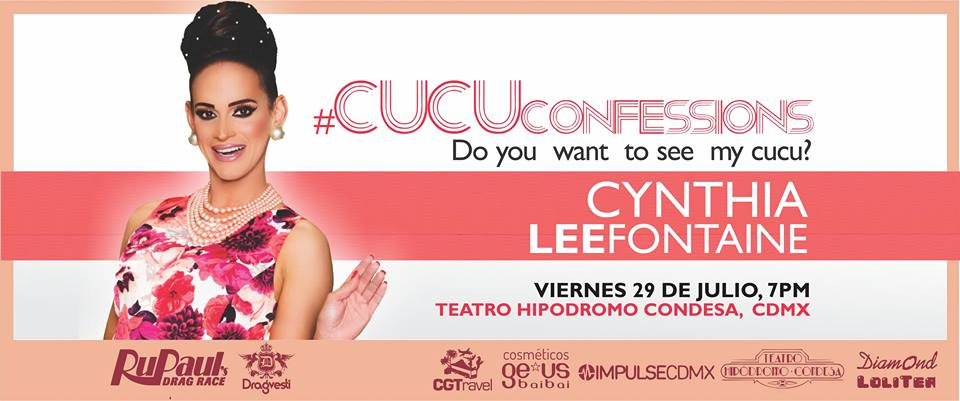 #CUCUCONFESSIONS
Do you want to see my cucu?
CYNTHIA
LEEFONTAINE
VIERNES 29 DE JULIO, 7PM
TEATRO HIPODROMO CONDESA, CDMX
RuPaul's
DRAG RACE
Dragvesti
CGTravel
cosméticos
ge★us
baibai
IMPULSECDMX
TEATRO
HIPODROMO·CONDESA
DiamOnd
LOLITER